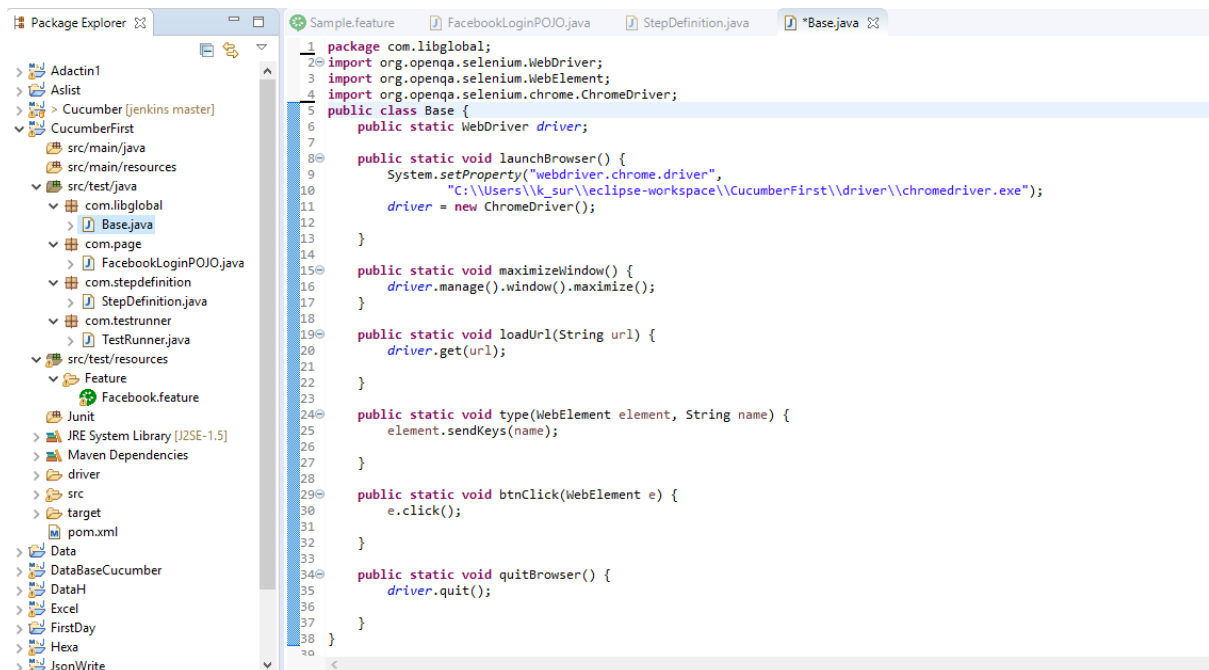 Package Explorer
Adactin1
Aslist
> Cucumber [jenkins master]
CucumberFirst
src/main/java
src/main/resources
src/test/java
com.libglobal
Base.java
com.page
FacebookLoginPOJO.java
com.stepdefinition
StepDefinition.java
com.testrunner
TestRunner.java
src/test/resources
Feature
Facebook.feature
Junit
JRE System Library [J2SE-1.5]
Maven Dependencies
driver
src
target
pom.xml
Data
DataBaseCucumber
DataH
Excel
FirstDay
Hexa
JsonWrite
Sample.feature FacebookLoginPOJO.java StepDefinition.java *Base.java
1 package com.libglobal;
2 import org.openqa.selenium.WebDriver;
3 import org.openqa.selenium.WebElement;
4 import org.openqa.selenium.chrome.ChromeDriver;
5 public class Base {
6 public static WebDriver driver;
7
8 public static void launchBrowser() {
9 System.setProperty("webdriver.chrome.driver",
10 "C:\\Users\\k_sur\\eclipse-workspace\\CucumberFirst\\driver\\chromedriver.exe");
11 driver = new ChromeDriver();
12
13 }
14
15 public static void maximizeWindow() {
16 driver.manage().window().maximize();
17 }
18
19 public static void loadUrl(String url) {
20 driver.get(url);
21
22 }
23
24 public static void type(WebElement element, String name) {
25 element.sendKeys(name);
26
27 }
28
29 public static void btnClick(WebElement e) {
30 e.click();
31
32 }
33
34 public static void quitBrowser() {
35 driver.quit();
36
37 }
38 }
39